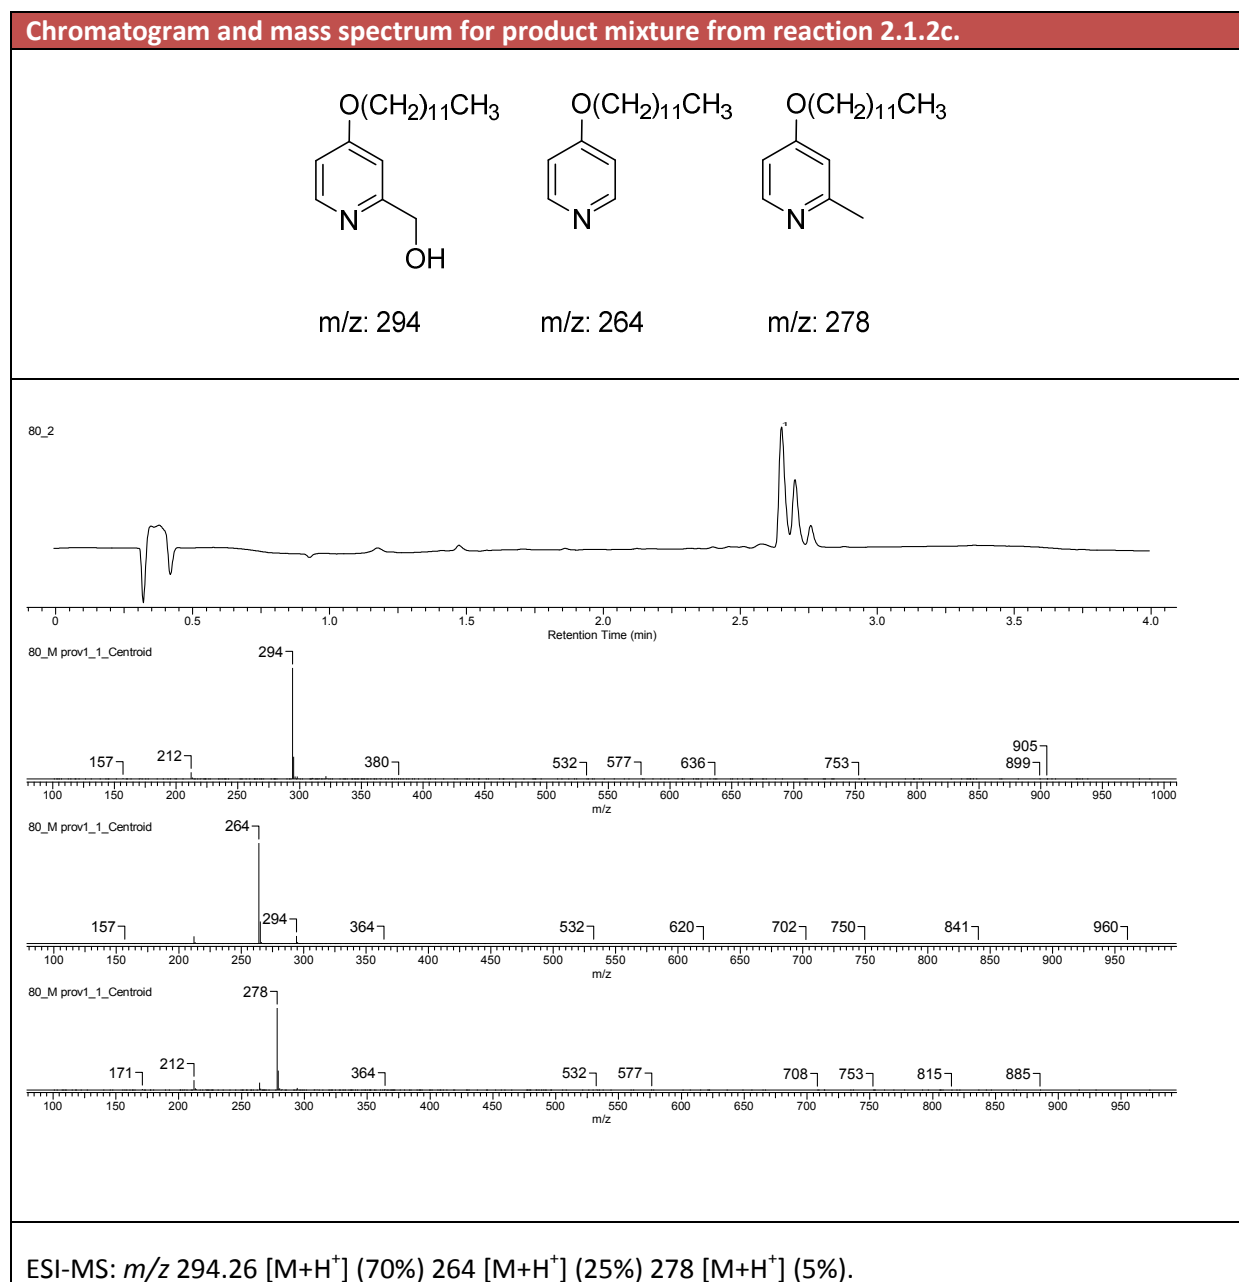 Chromatogram and mass spectrum for product mixture from reaction 2.1.2c.
O(CH2)11CH3 O(CH2)11CH3 O(CH2)11CH3
N N N
OH
m/z: 294 m/z: 264 m/z: 278
80_2
0 0.5 1.0 1.5 2.0 2.5 3.0 3.5 4.0
Retention Time (min)
80_M prov1_1_Centroid
294
905
157 212 380 532 577 636 753 899
100 150 200 250 300 350 400 450 500 550 600 650 700 750 800 850 900 950 1000
m/z
80_M prov1_1_Centroid
264
157 294 364 532 620 702 750 841 960
100 150 200 250 300 350 400 450 500 550 600 650 700 750 800 850 900 950
m/z
80_M prov1_1_Centroid
278
171 212 364 532 577 708 753 815 885
100 150 200 250 300 350 400 450 500 550 600 650 700 750 800 850 900 950
m/z
ESI-MS: m/z 294.26 [M+H+] (70%) 264 [M+H+] (25%) 278 [M+H+] (5%).